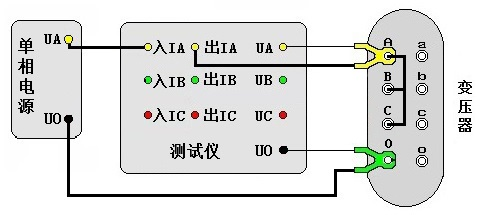 单相电源
UA
UO
入IA 出IA UA
入IB 出IB UB
入IC 出IC UC
测试仪 UO
A a
B b
C c
O o
变压器